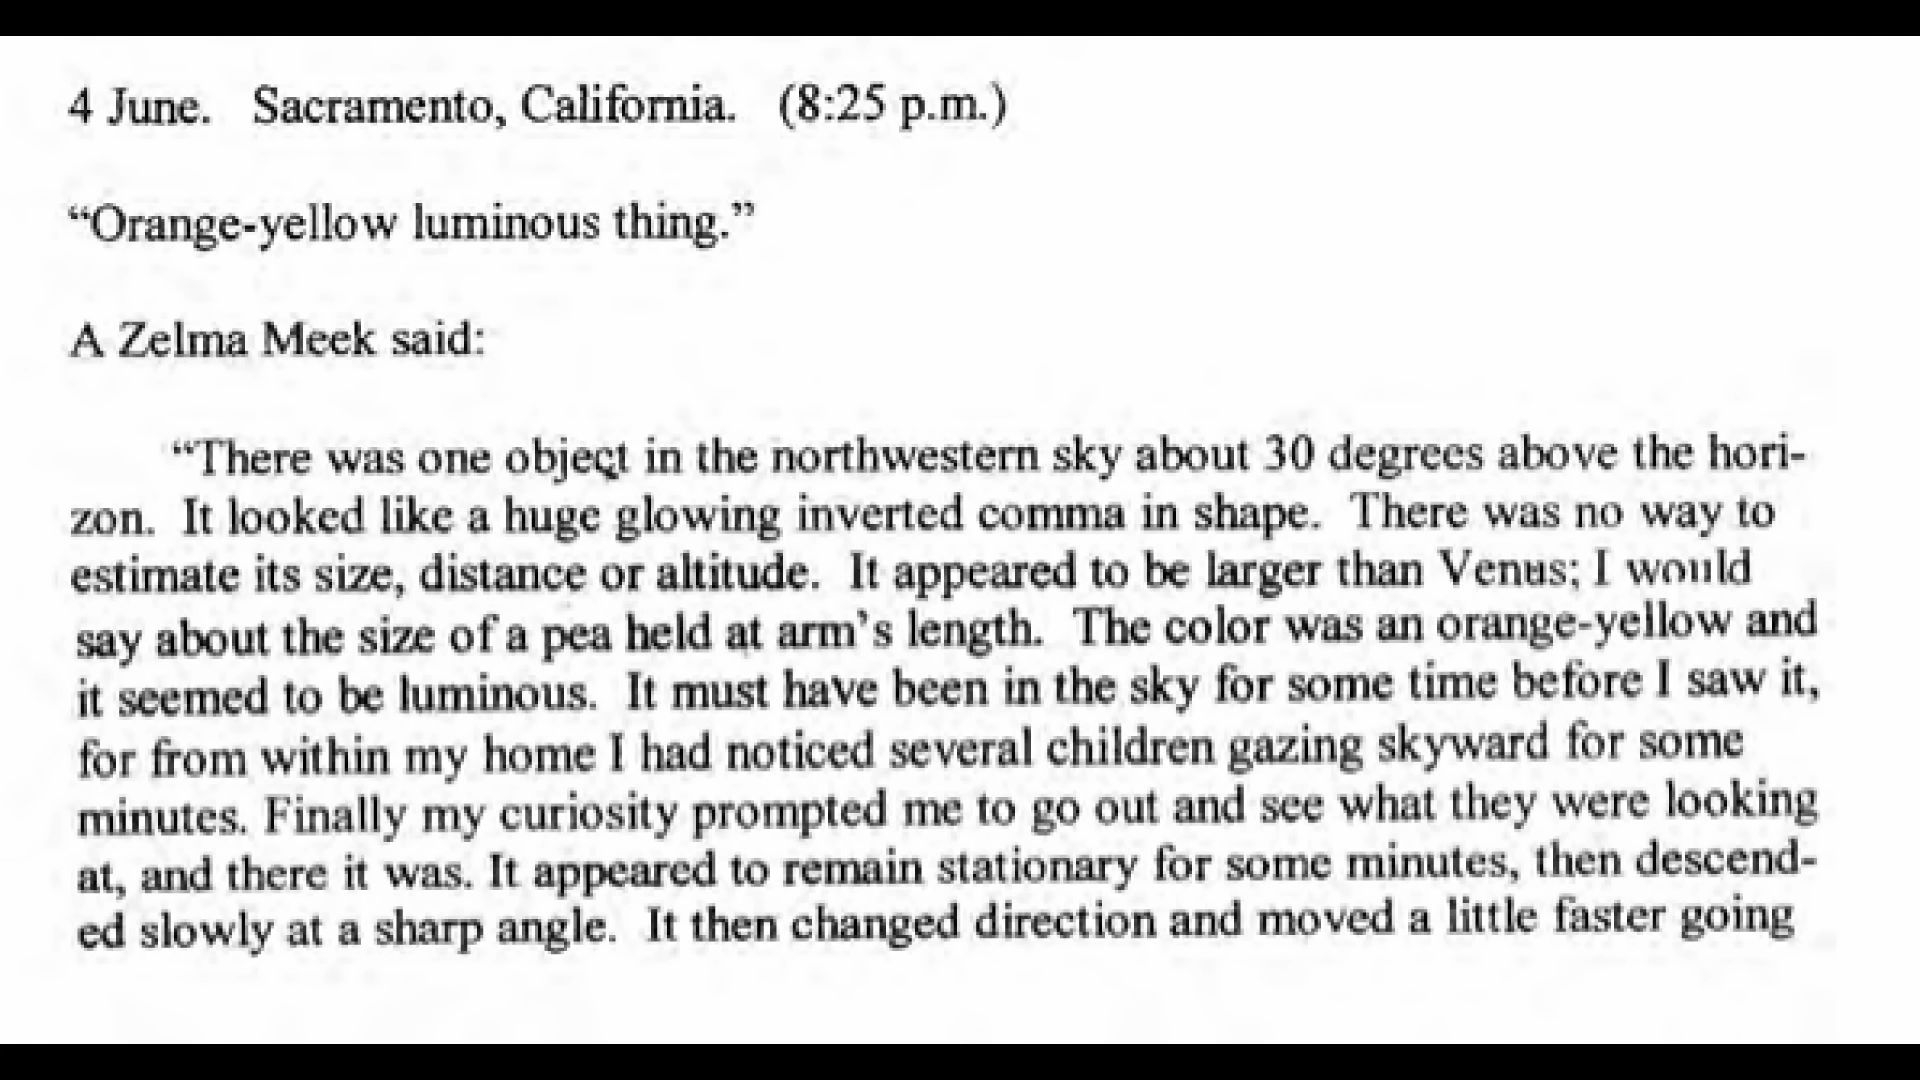 4 June. Sacramento, California. (8:25 p.m.)
“Orange-yellow luminous thing.”
A Zelma Meek said:
“There was one object in the northwestern sky about 30 degrees above the hori-
zon. It looked like a huge glowing inverted comma in shape. There was no way to
estimate its size, distance or altitude. It appeared to be larger than Venus; I would
say about the size of a pea held at arm’s length. The color was an orange-yellow and
it seemed to be luminous. It must have been in the sky for some time before I saw it,
for from within my home I had noticed several children gazing skyward for some
minutes. Finally my curiosity prompted me to go out and see what they were looking
at, and there it was. It appeared to remain stationary for some minutes, then descend-
ed slowly at a sharp angle. It then changed direction and moved a little faster going